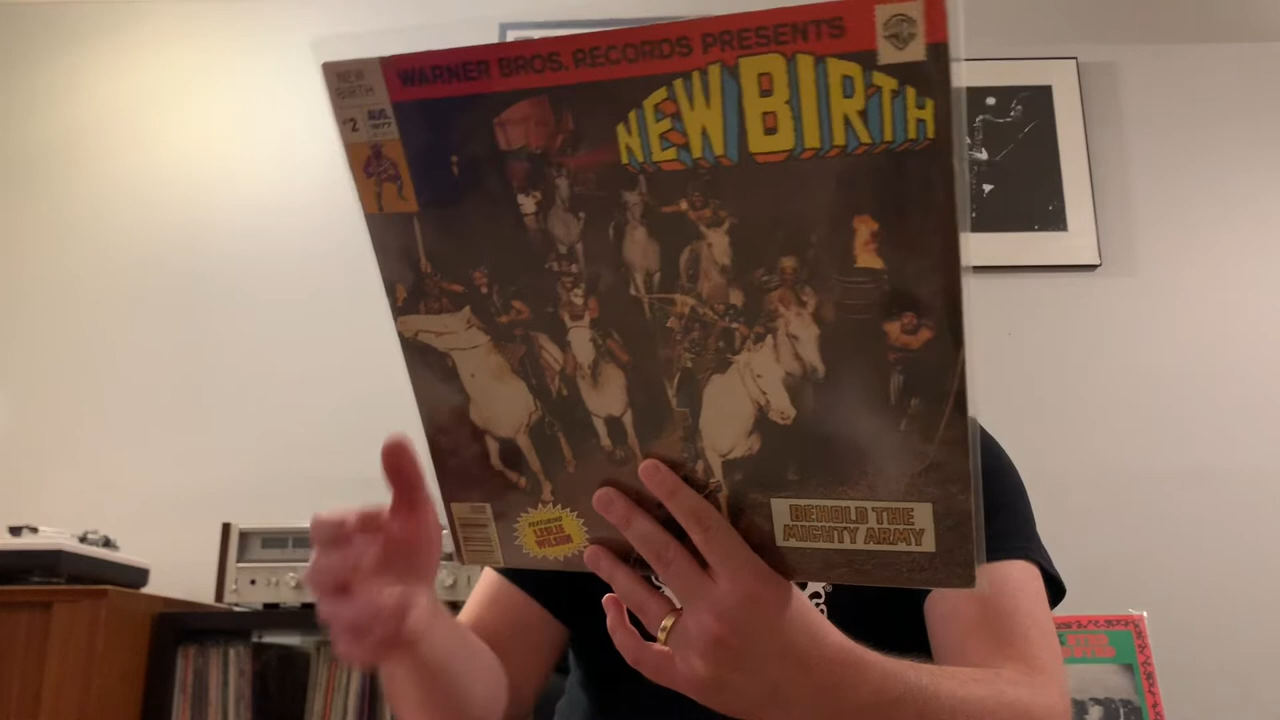 WARNER BROS. RECORDS PRESENTS
NEW
BIRTH
#2
AUG.
1977
NEW BIRTH
FEATURING
LESLIE
WILSON
BEHOLD THE
MIGHTY ARMY